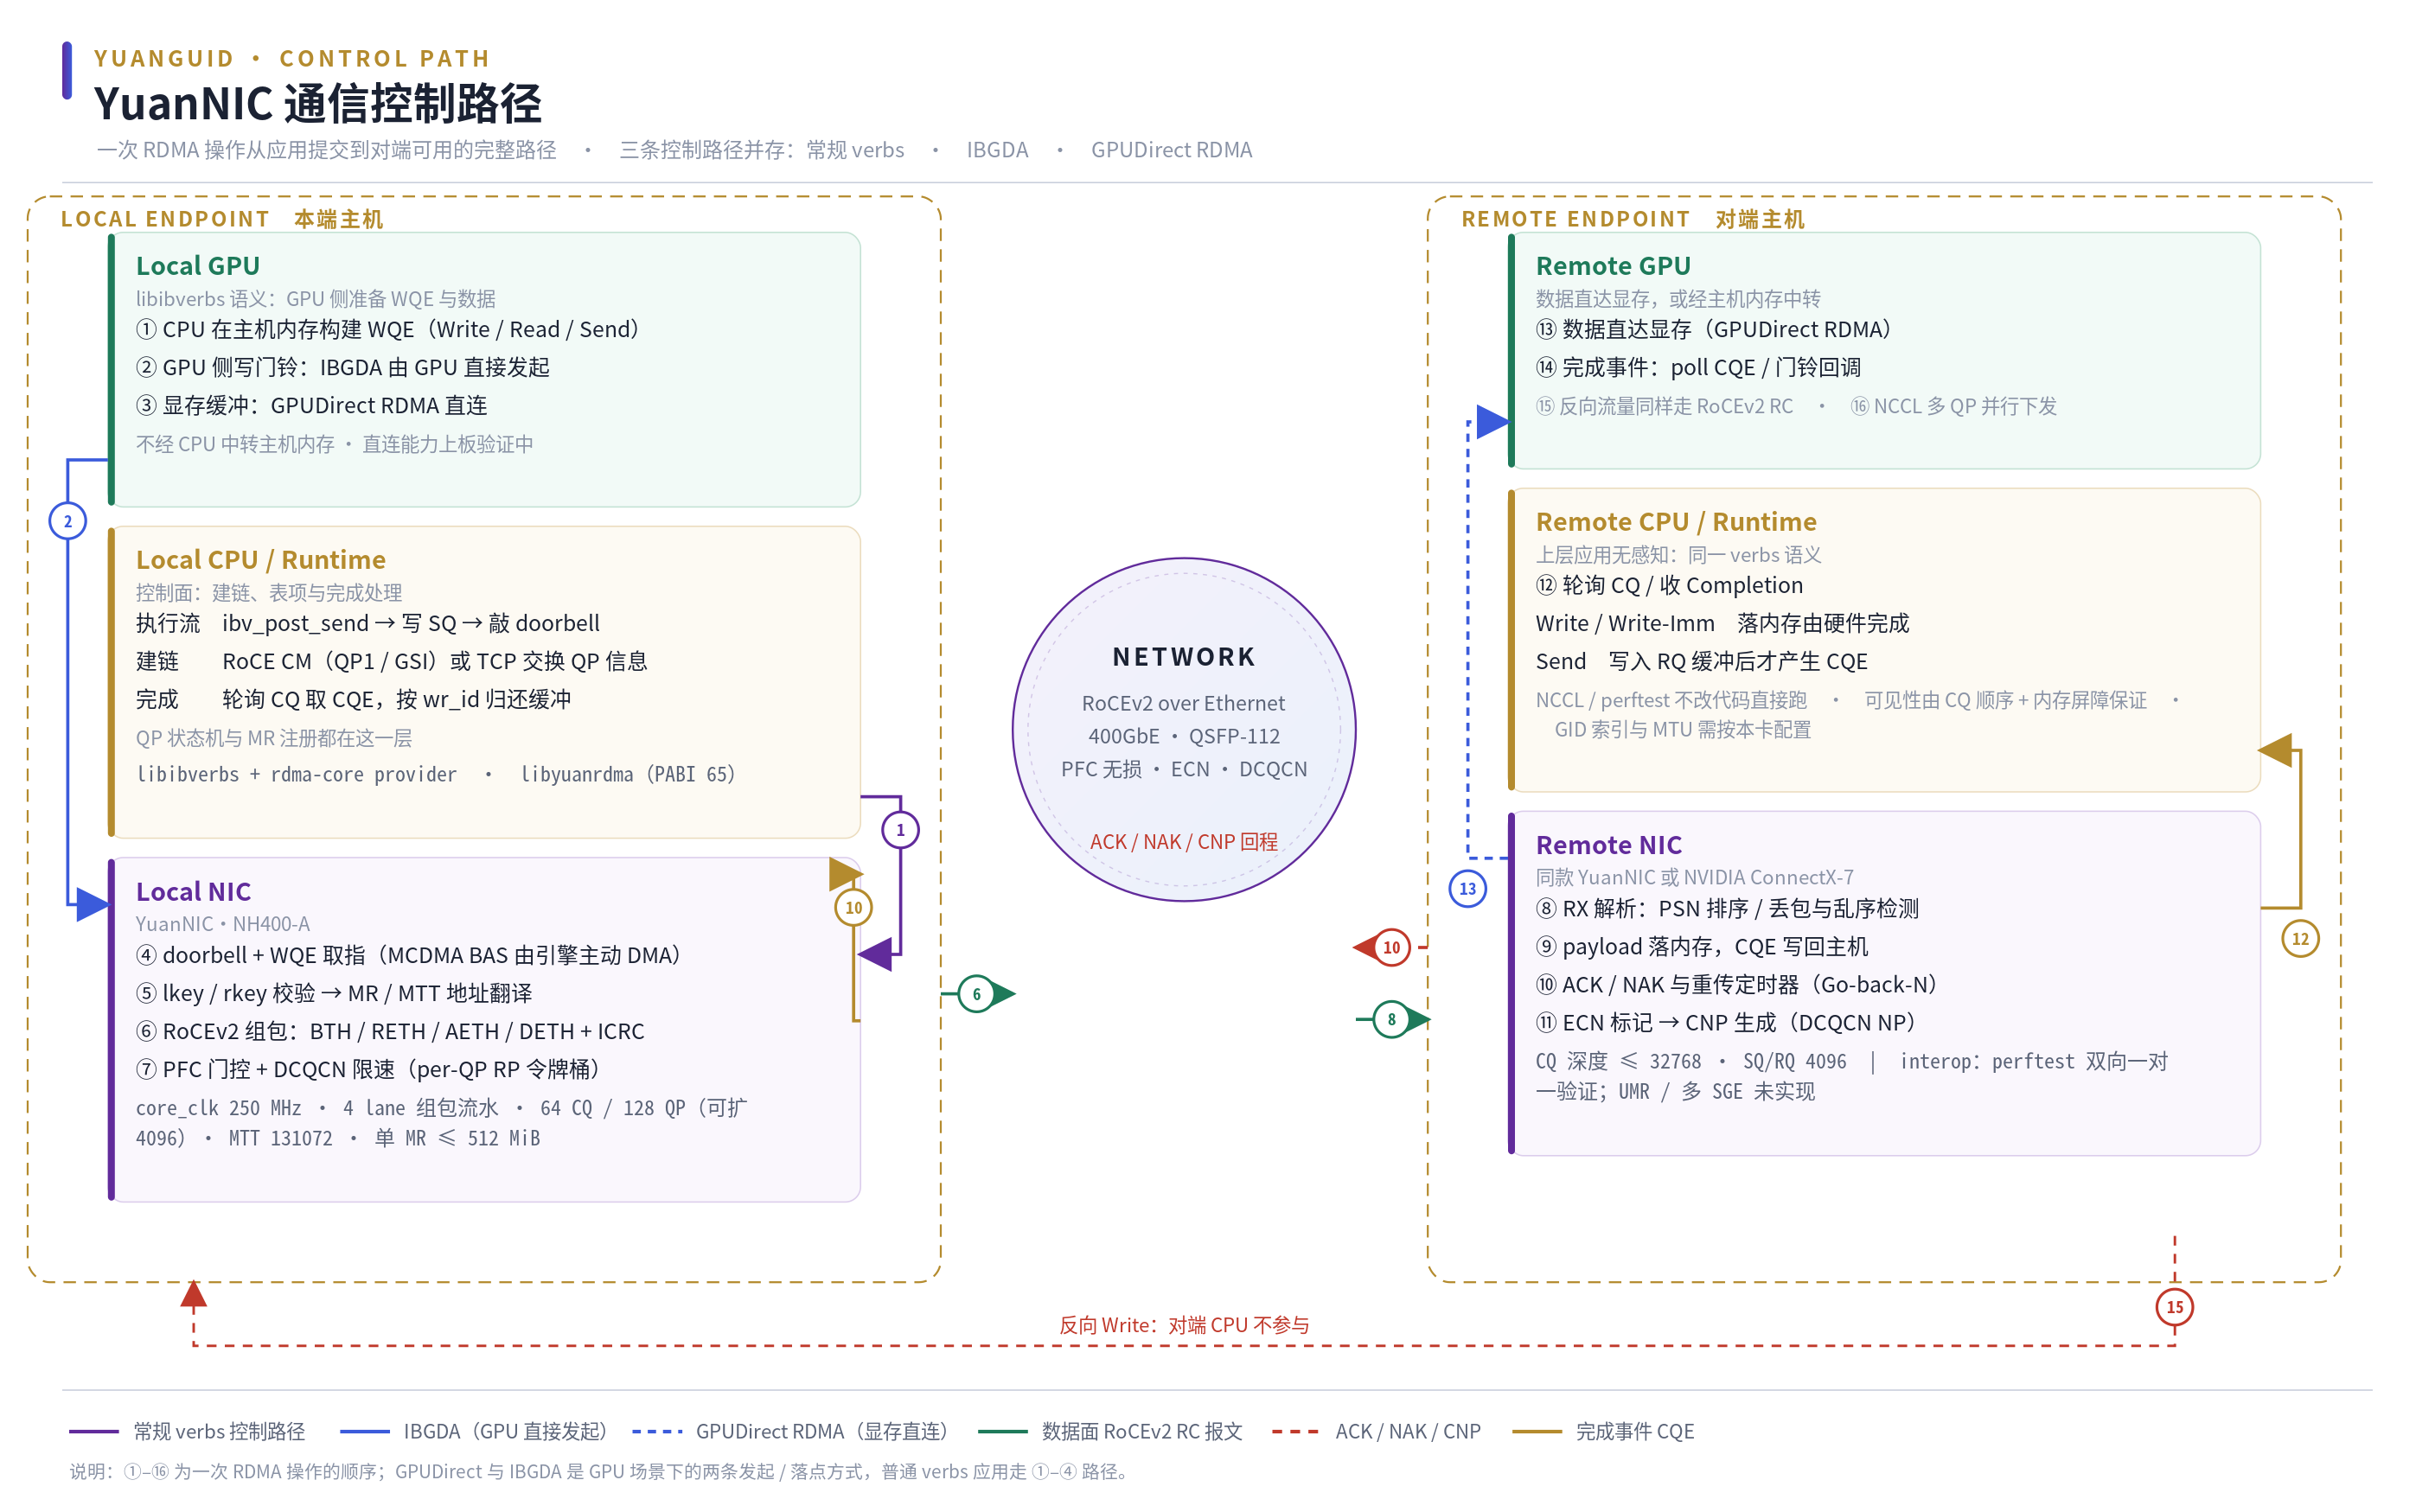 YUANGUID · CONTROL PATH
YuanNIC 通信控制路径
一次 RDMA 操作从应用提交到对端可用的完整路径 · 三条控制路径并存：常规 verbs · IBGDA · GPUDirect RDMA
LOCAL ENDPOINT 本端主机
Local GPU
libibverbs 语义：GPU 侧准备 WQE 与数据
① CPU 在主机内存构建 WQE（Write / Read / Send）
② GPU 侧写门铃：IBGDA 由 GPU 直接发起
③ 显存缓冲：GPUDirect RDMA 直连
不经 CPU 中转主机内存 · 直连能力上板验证中
2
Local CPU / Runtime
控制面：建链、表项与完成处理
执行流 ibv_post_send → 写 SQ → 敲 doorbell
建链 RoCE CM（QP1 / GSI）或 TCP 交换 QP 信息
完成 轮询 CQ 取 CQE，按 wr_id 归还缓冲
QP 状态机与 MR 注册都在这一层
libibverbs + rdma-core provider · libyuanrdma（PABI 65）
1
Local NIC
YuanNIC · NH400-A
10
④ doorbell + WQE 取指（MCDMA BAS 由引擎主动 DMA）
⑤ lkey / rkey 校验 → MR / MTT 地址翻译
⑥ RoCEv2 组包：BTH / RETH / AETH / DETH + ICRC
⑦ PFC 门控 + DCQCN 限速（per-QP RP 令牌桶）
core_clk 250 MHz · 4 lane 组包流水 · 64 CQ / 128 QP（可扩
4096） · MTT 131072 · 单 MR ≤ 512 MiB
6
NETWORK
RoCEv2 over Ethernet
400GbE · QSFP-112
PFC 无损 · ECN · DCQCN
ACK / NAK / CNP 回程
10
8
REMOTE ENDPOINT 对端主机
Remote GPU
数据直达显存，或经主机内存中转
⑬ 数据直达显存（GPUDirect RDMA）
⑭ 完成事件：poll CQE / 门铃回调
⑮ 反向流量同样走 RoCEv2 RC · ⑯ NCCL 多 QP 并行下发
Remote CPU / Runtime
上层应用无感知：同一 verbs 语义
⑫ 轮询 CQ / 收 Completion
Write / Write-Imm 落内存由硬件完成
Send 写入 RQ 缓冲后才产生 CQE
NCCL / perftest 不改代码直接跑 · 可见性由 CQ 顺序 + 内存屏障保证 ·
GID 索引与 MTU 需按本卡配置
13
Remote NIC
同款 YuanNIC 或 NVIDIA ConnectX-7
⑧ RX 解析：PSN 排序 / 丢包与乱序检测
⑨ payload 落内存，CQE 写回主机
⑩ ACK / NAK 与重传定时器（Go-back-N）
⑪ ECN 标记 → CNP 生成（DCQCN NP）
CQ 深度 ≤ 32768 · SQ/RQ 4096 | interop：perftest 双向一对
一验证；UMR / 多 SGE 未实现
12
15
反向 Write：对端 CPU 不参与
常规 verbs 控制路径
IBGDA（GPU 直接发起）
GPUDirect RDMA（显存直连）
数据面 RoCEv2 RC 报文
ACK / NAK / CNP
完成事件 CQE
说明：①–⑯ 为一次 RDMA 操作的顺序；GPUDirect 与 IBGDA 是 GPU 场景下的两条发起 / 落点方式，普通 verbs 应用走 ①–④ 路径。